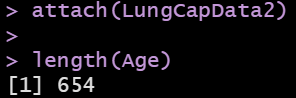 > attach(LungCapData2)
>
> length(Age)
[1] 654